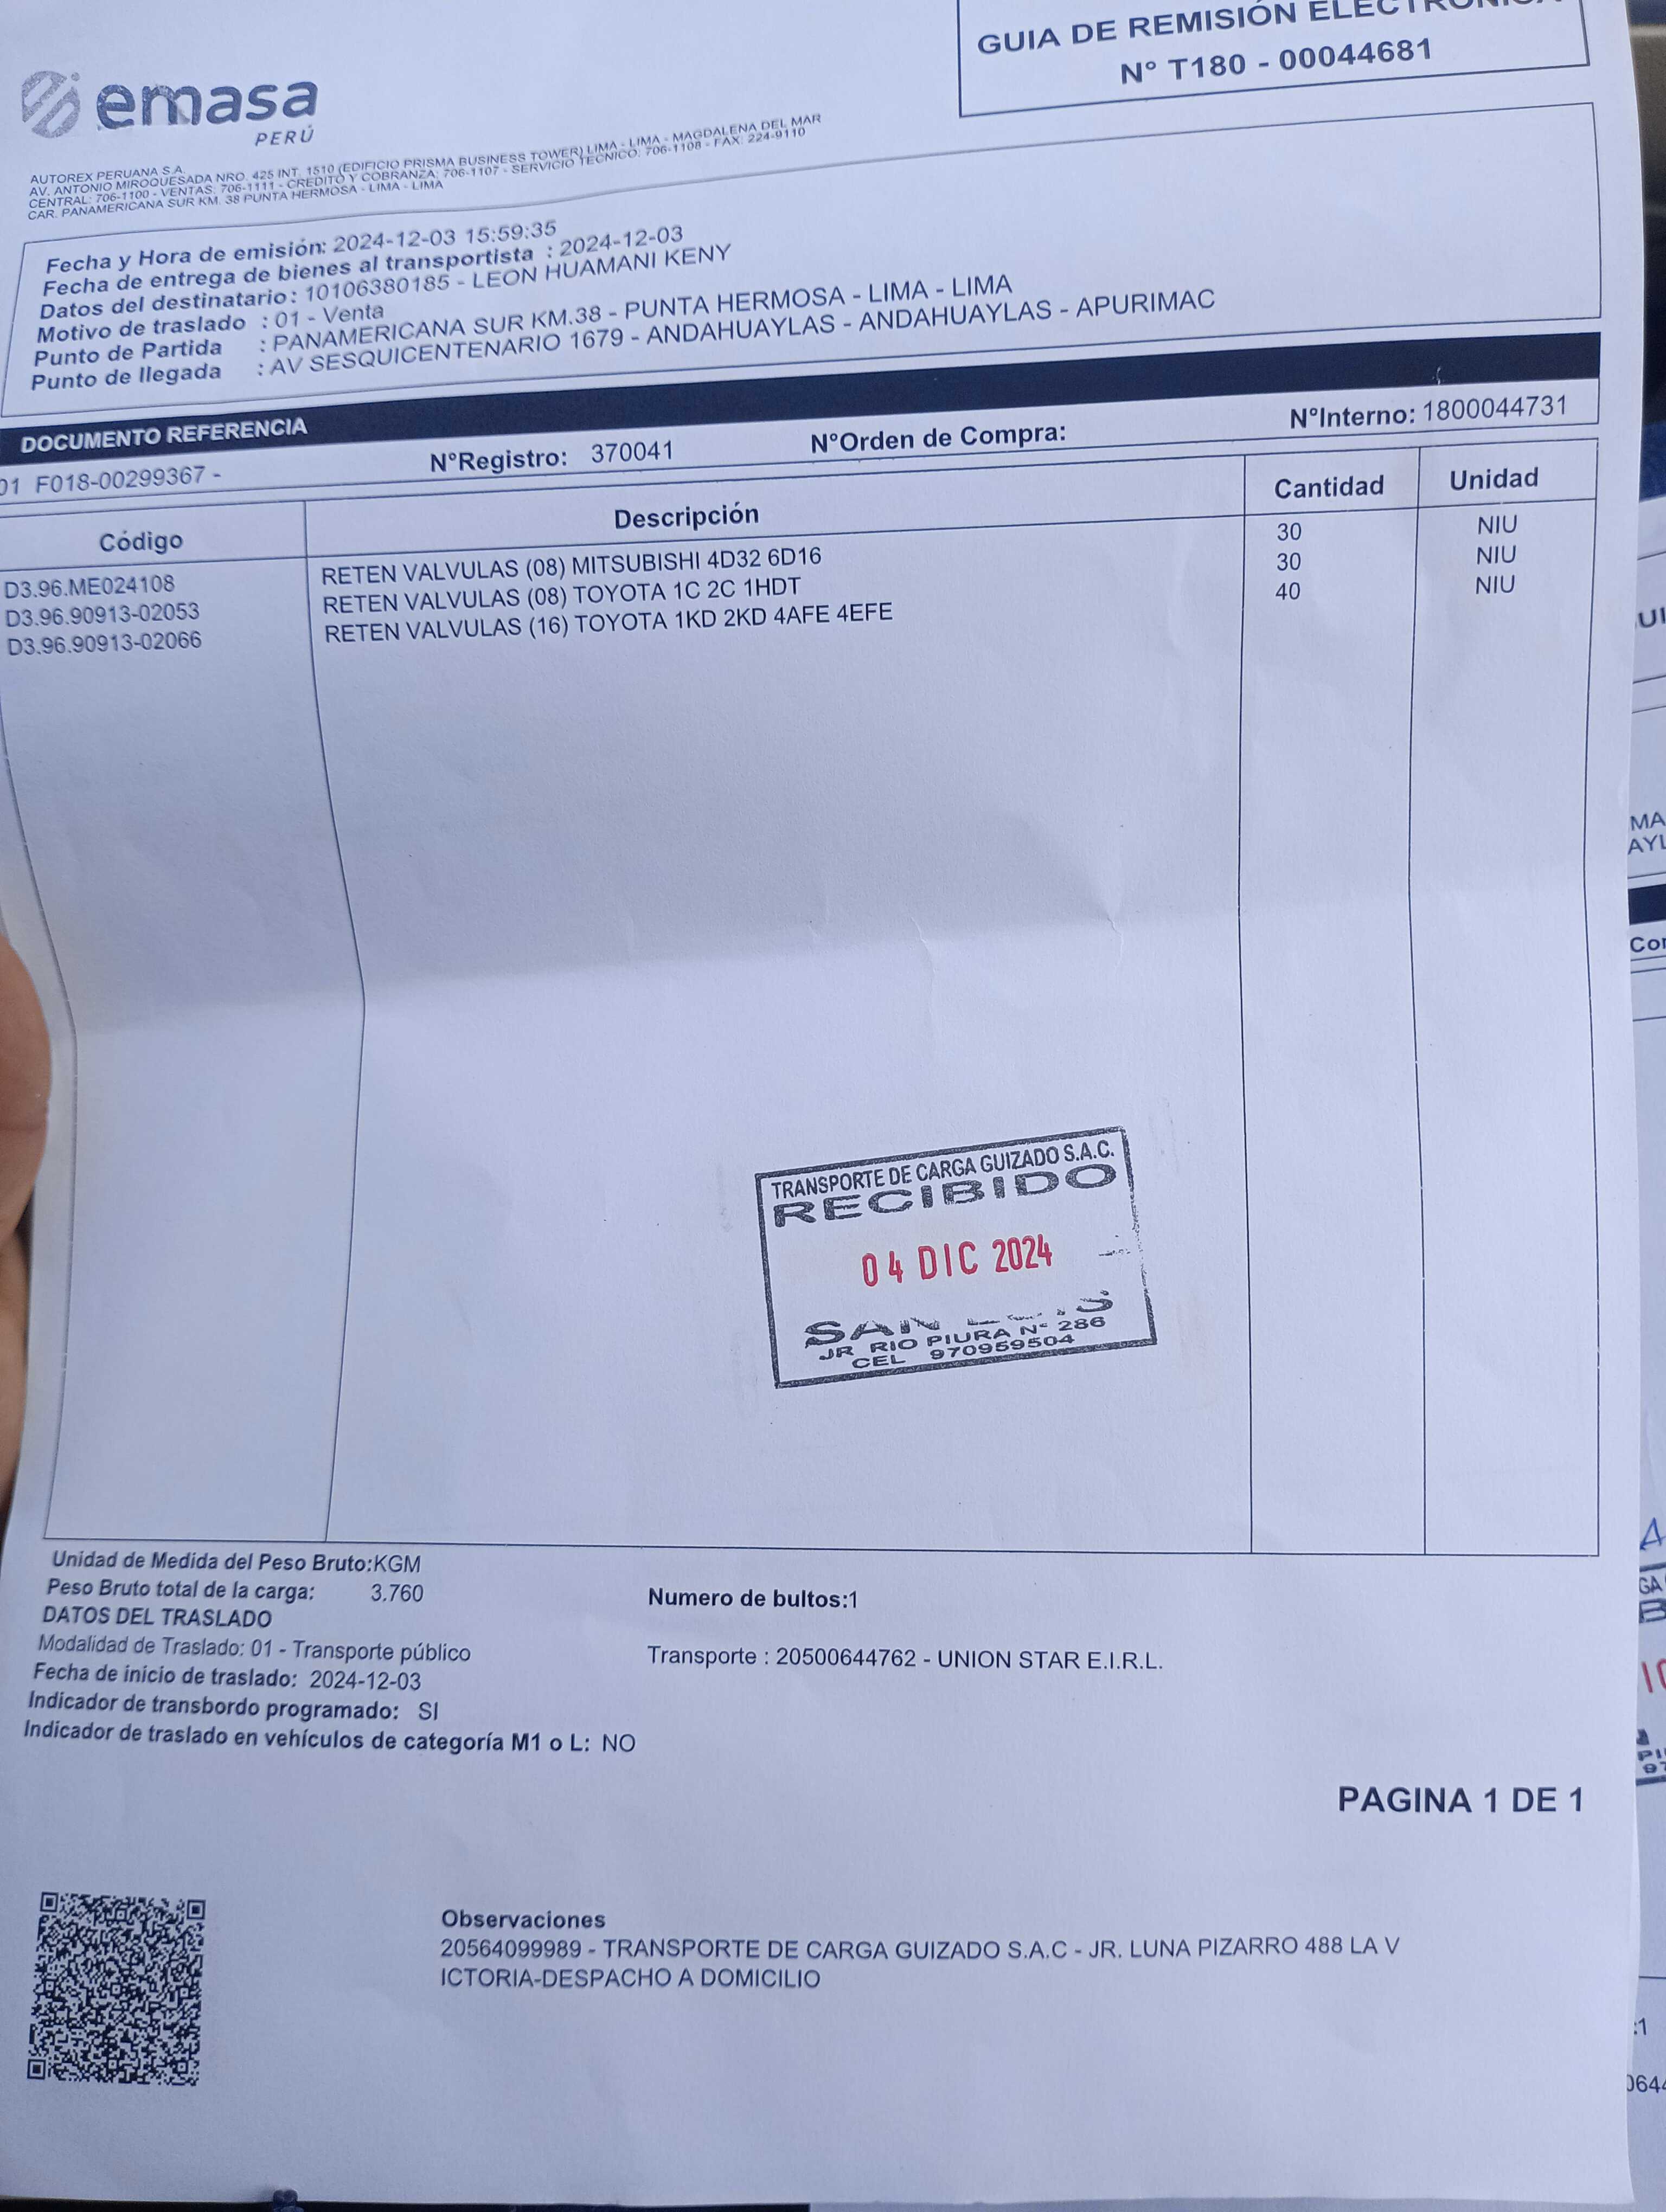 GUIA DE REMISIÓN ELECTRÓNICA
N° T180 - 00044681
emasa
PERÚ
AUTOREX PERUANA S.A.
AV. ANTONIO MIROQUESADA NRO. 425 INT. 1510 (EDIFICIO PRISMA BUSINESS TOWER) LIMA - LIMA - MAGDALENA DEL MAR
CENTRAL: 706-1100 - VENTAS: 706-1111 - CREDITO Y COBRANZA: 706-1107 - SERVICIO TECNICO: 706-1108 - FAX: 224-9110
CAR. PANAMERICANA SUR KM. 38 PUNTA HERMOSA - LIMA - LIMA
Fecha y Hora de emisión: 2024-12-03 15:59:35
Fecha de entrega de bienes al transportista : 2024-12-03
Datos del destinatario : 10106380185 - LEON HUAMANI KENY
Motivo de traslado : 01 - Venta
Punto de Partida : PANAMERICANA SUR KM.38 - PUNTA HERMOSA - LIMA - LIMA
Punto de llegada : AV SESQUICENTENARIO 1679 - ANDAHUAYLAS - ANDAHUAYLAS - APURIMAC
DOCUMENTO REFERENCIA
01 F018-00299367 - N°Registro: 370041 N°Orden de Compra: N°Interno: 1800044731
Código Descripción Cantidad Unidad
D3.96.ME024108 RETEN VALVULAS (08) MITSUBISHI 4D32 6D16 30 NIU
D3.96.90913-02053 RETEN VALVULAS (08) TOYOTA 1C 2C 1HDT 30 NIU
D3.96.90913-02066 RETEN VALVULAS (16) TOYOTA 1KD 2KD 4AFE 4EFE 40 NIU
TRANSPORTE DE CARGA GUIZADO S.A.C.
RECIBIDO
04 DIC 2024
SAN
JR RIO PIURA N° 286
CEL 970959504
Unidad de Medida del Peso Bruto:KGM
Peso Bruto total de la carga: 3.760 Numero de bultos:1
DATOS DEL TRASLADO
Modalidad de Traslado: 01 - Transporte público Transporte : 20500644762 - UNION STAR E.I.R.L.
Fecha de inicio de traslado: 2024-12-03
Indicador de transbordo programado: SI
Indicador de traslado en vehículos de categoría M1 o L: NO
PAGINA 1 DE 1
Observaciones
20564099989 - TRANSPORTE DE CARGA GUIZADO S.A.C - JR. LUNA PIZARRO 488 LA V
ICTORIA-DESPACHO A DOMICILIO